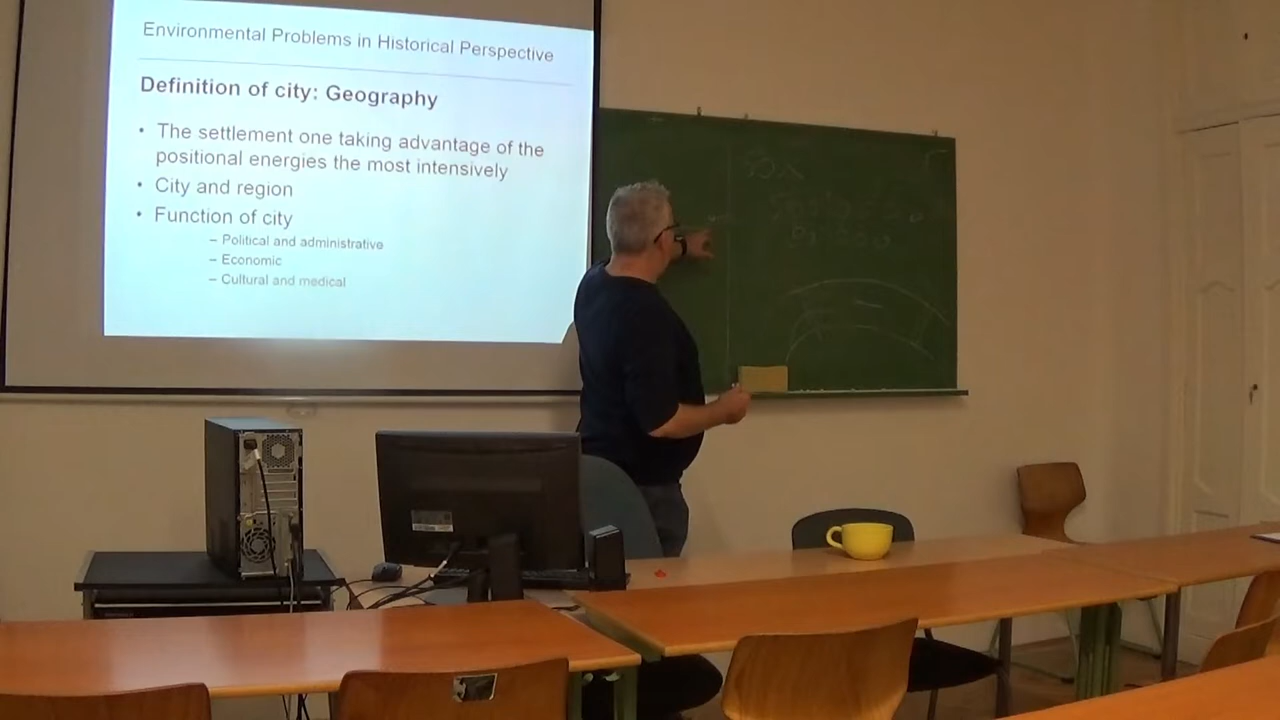 Environmental Problems in Historical Perspective
Definition of city: Geography
• The settlement one taking advantage of the
positional energies the most intensively
• City and region
• Function of city
– Political and administrative
– Economic
– Cultural and medical